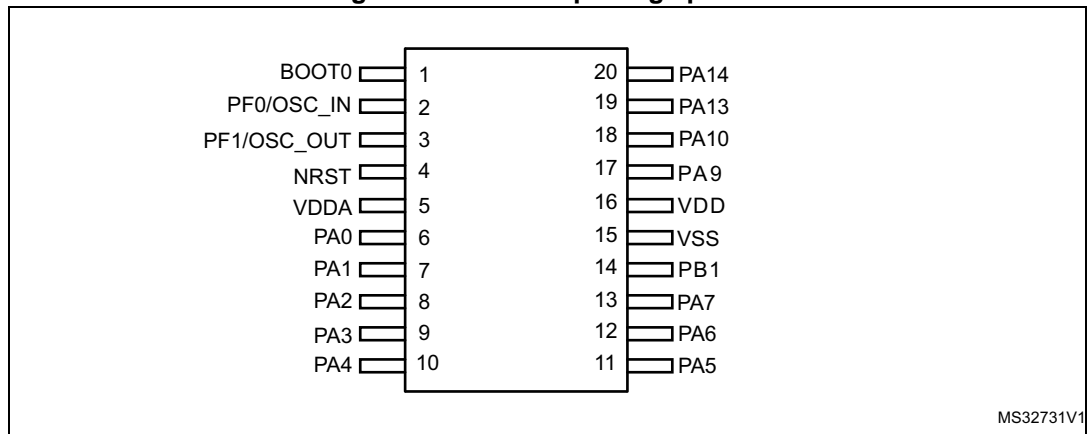 BOOT0 1 20 PA14
PF0/OSC_IN 2 19 PA13
PF1/OSC_OUT 3 18 PA10
NRST 4 17 PA9
VDDA 5 16 VDD
PA0 6 15 VSS
PA1 7 14 PB1
PA2 8 13 PA7
PA3 9 12 PA6
PA4 10 11 PA5
MS32731V1